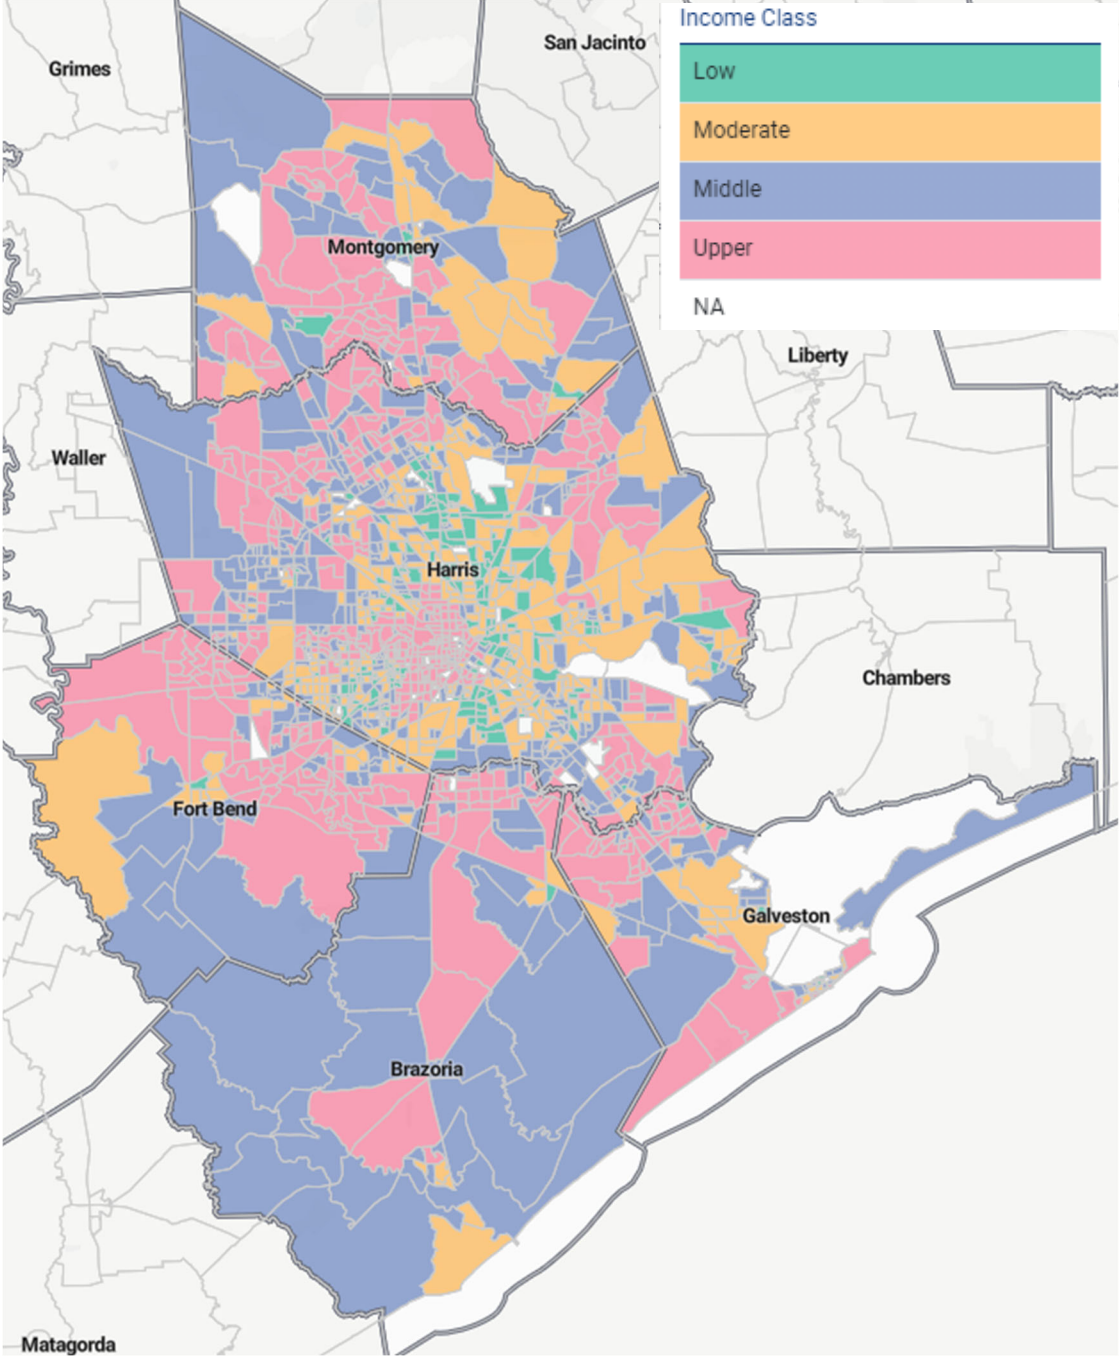 Income Class
San Jacinto
Grimes
Low
Moderate
Middle
Upper
Montgomery
NA
Liberty
Waller
Harris
Chambers
Fort Bend
Galveston
Brazoria
Matagorda